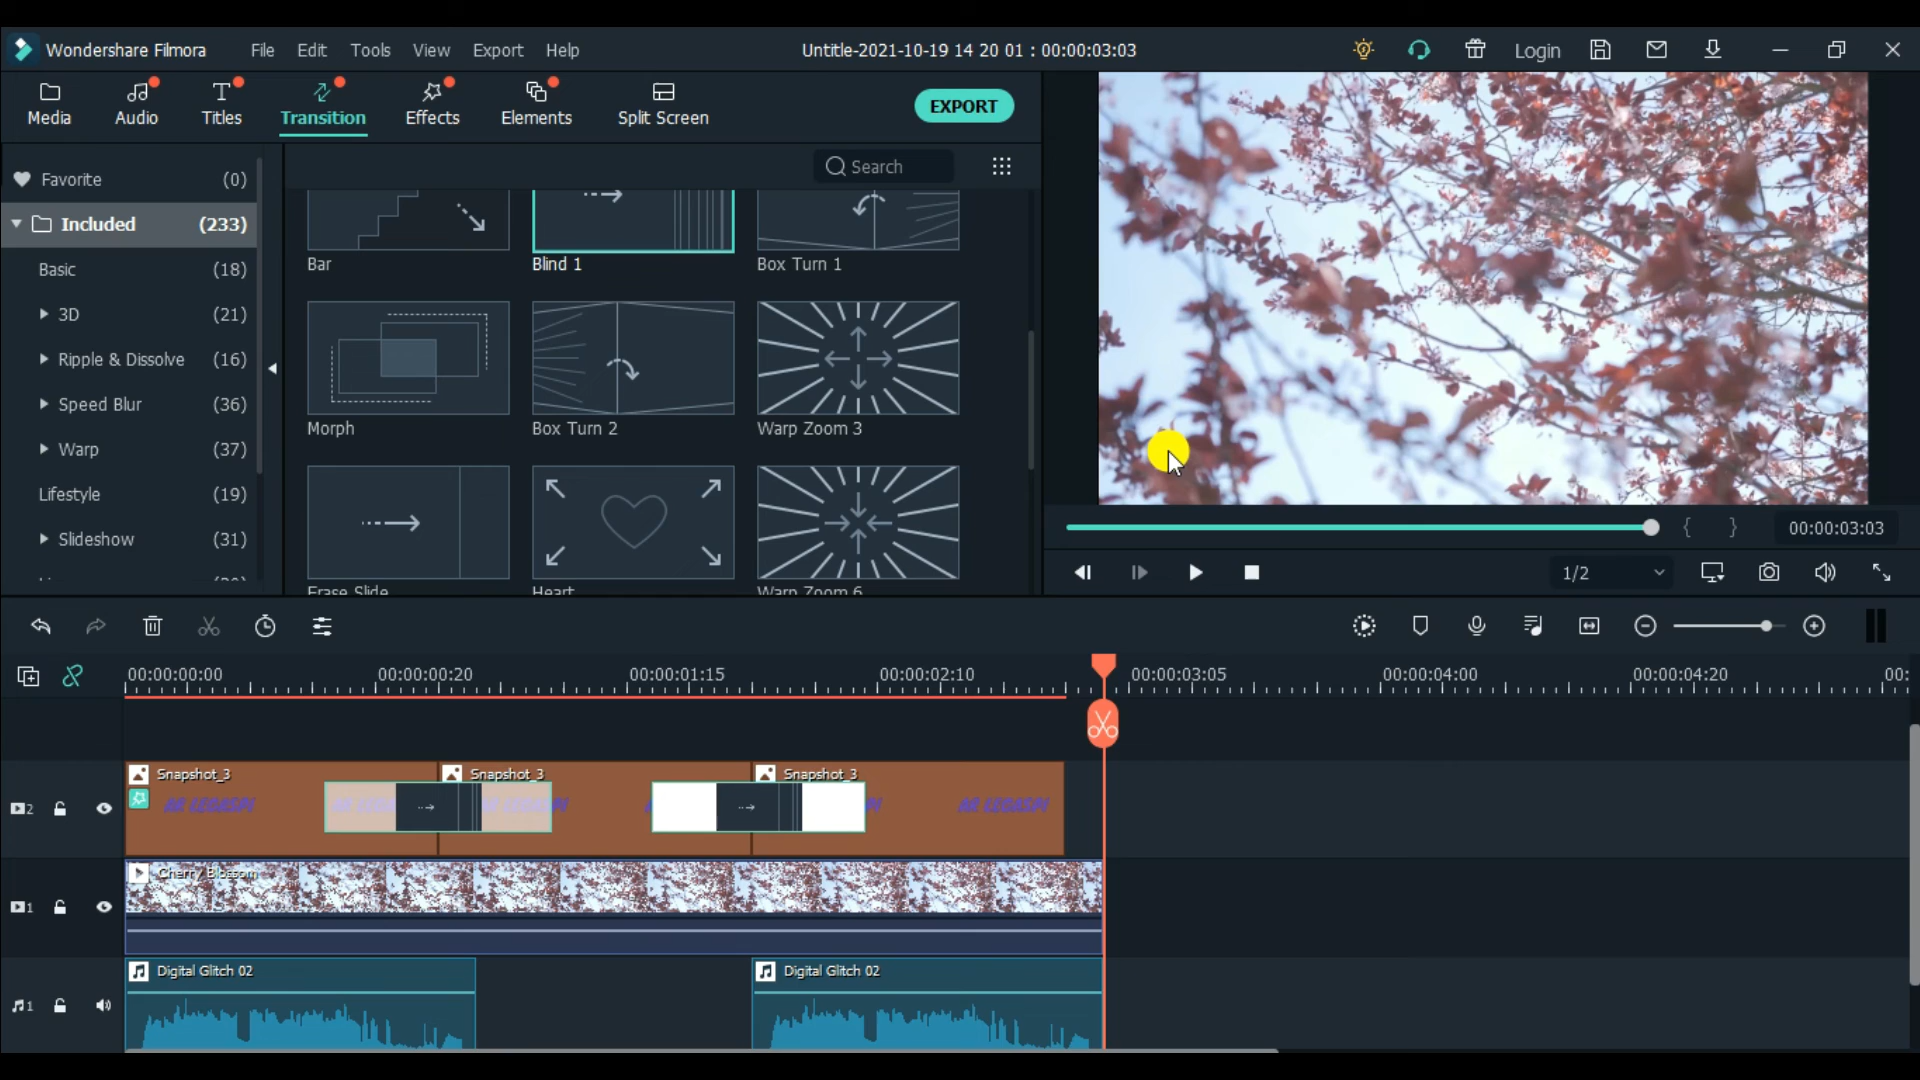 Wondershare Filmora File Edit Tools View Export Help Untitle-2021-10-19 14 20 01 : 00:00:03:03 Login
Media Audio Titles Transition Effects Elements Split Screen EXPORT
Favorite (0)
Search
Included (233)
Basic (18)
3D (21)
Ripple & Dissolve (16)
Speed Blur (36)
Warp (37)
Lifestyle (19)
Slideshow (31)
Bar Blind 1 Box Turn 1
Morph Box Turn 2 Warp Zoom 3
Erase Slide Heart Warp Zoom 6
{ } 00:00:03:03
1/2
00:00:00:00 00:00:00:20 00:00:01:15 00:00:02:10 00:00:03:05 00:00:04:00 00:00:04:20 00:
Snapshot_3 Snapshot_3 Snapshot_3
2
Cherry Blossom
1
Digital Glitch 02 Digital Glitch 02
1